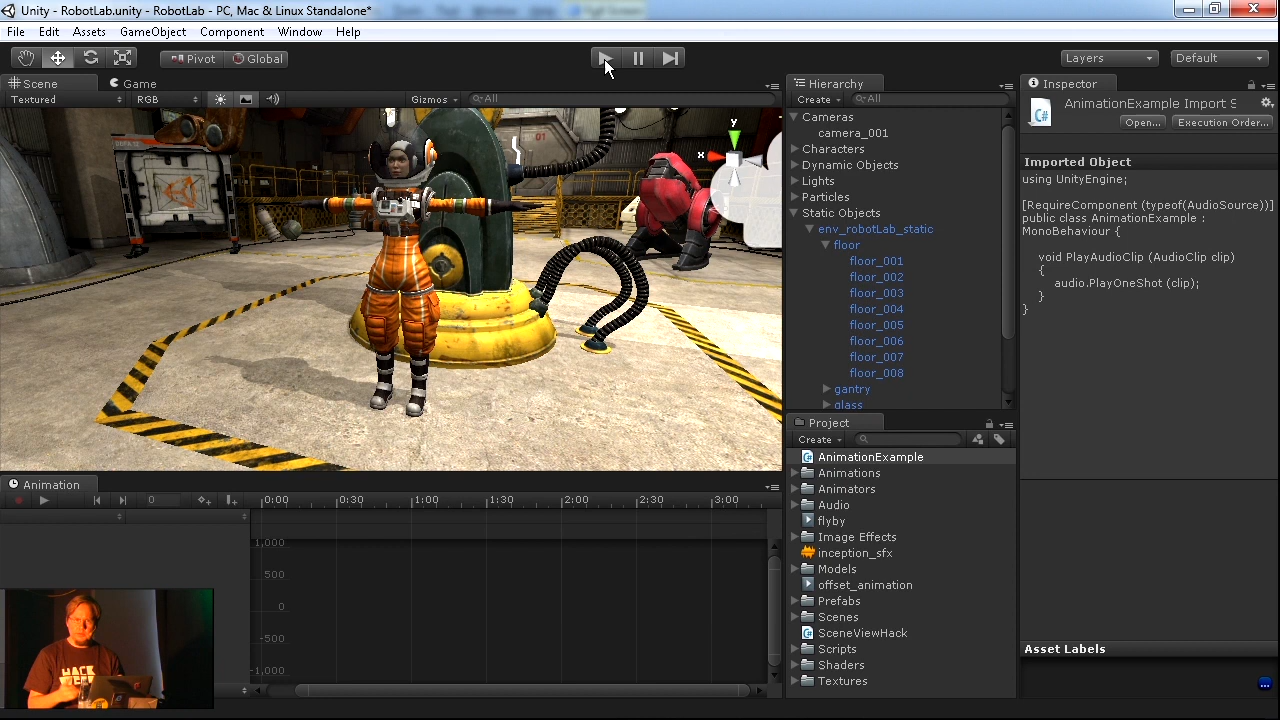 Unity - RobotLab.unity - RobotLab - PC, Mac & Linux Standalone*
File Edit Assets GameObject Component Window Help
Pivot Global Layers Default
Scene Game
Textured RGB Gizmos All
Hierarchy
Create All
Cameras
camera_001
Characters
Dynamic Objects
Lights
Particles
Static Objects
env_robotLab_static
floor
floor_001
floor_002
floor_003
floor_004
floor_005
floor_006
floor_007
floor_008
gantry
glass
Inspector
AnimationExample Import S
Open... Execution Order...
Imported Object
using UnityEngine;
[RequireComponent (typeof(AudioSource))]
public class AnimationExample :
MonoBehaviour {
void PlayAudioClip (AudioClip clip)
{
audio.PlayOneShot (clip);
}
}
Asset Labels
Project
Create
AnimationExample
Animations
Animators
Audio
flyby
Image Effects
inception_sfx
Models
offset_animation
Prefabs
Scenes
SceneViewHack
Scripts
Shaders
Textures
Animation
0 0:00 0:30 1:00 1:30 2:00 2:30 3:00
1,000
500
0
-500
-1,000
01
x
y
HACK